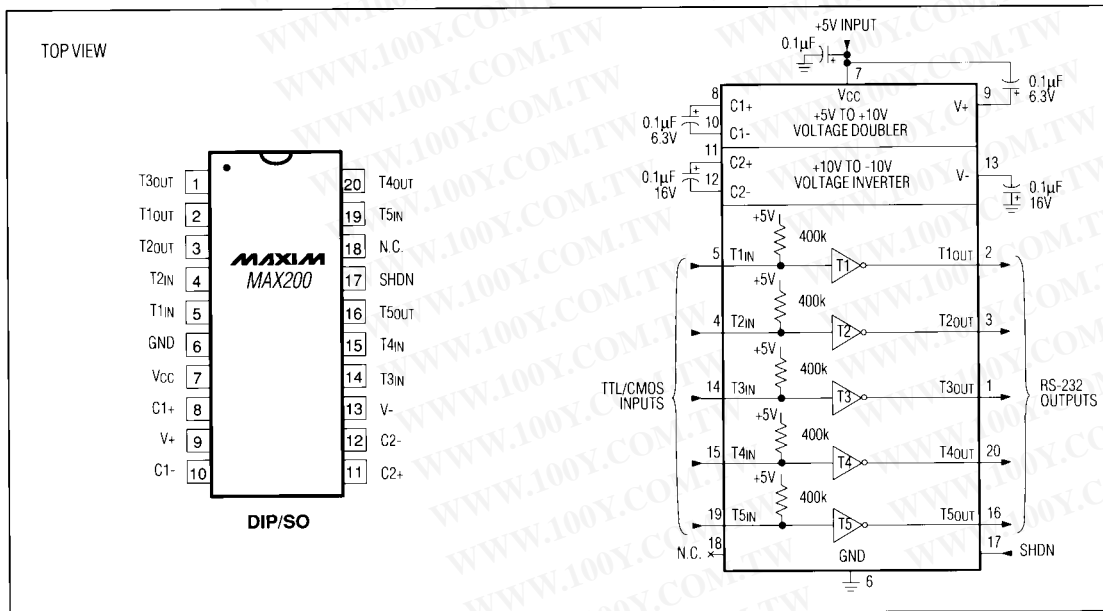 TOP VIEW
T3OUT 1
T1OUT 2
T2OUT 3
T2IN 4
T1IN 5
GND 6
VCC 7
C1+ 8
V+ 9
C1- 10
MAXIM
MAX200
20 T4OUT
19 T5IN
18 N.C.
17 SHDN
16 T5OUT
15 T4IN
14 T3IN
13 V-
12 C2-
11 C2+
DIP/SO
+5V INPUT
0.1µF
+
7
VCC
+5V TO +10V
VOLTAGE DOUBLER
8 C1+
10 C1-
0.1µF
6.3V
+
9 V+
0.1µF
6.3V
+
+10V TO -10V
VOLTAGE INVERTER
11 C2+
12 C2-
0.1µF
16V
+
13 V-
0.1µF
16V
+
+5V
400k
5 T1IN T1 T1OUT 2
+5V
400k
4 T2IN T2 T2OUT 3
+5V
400k
14 T3IN T3 T3OUT 1
+5V
400k
15 T4IN T4 T4OUT 20
+5V
400k
19 T5IN T5 T5OUT 16
TTL/CMOS
INPUTS
RS-232
OUTPUTS
18
N.C.
GND
17
SHDN
6
WWW.100Y.COM.TW